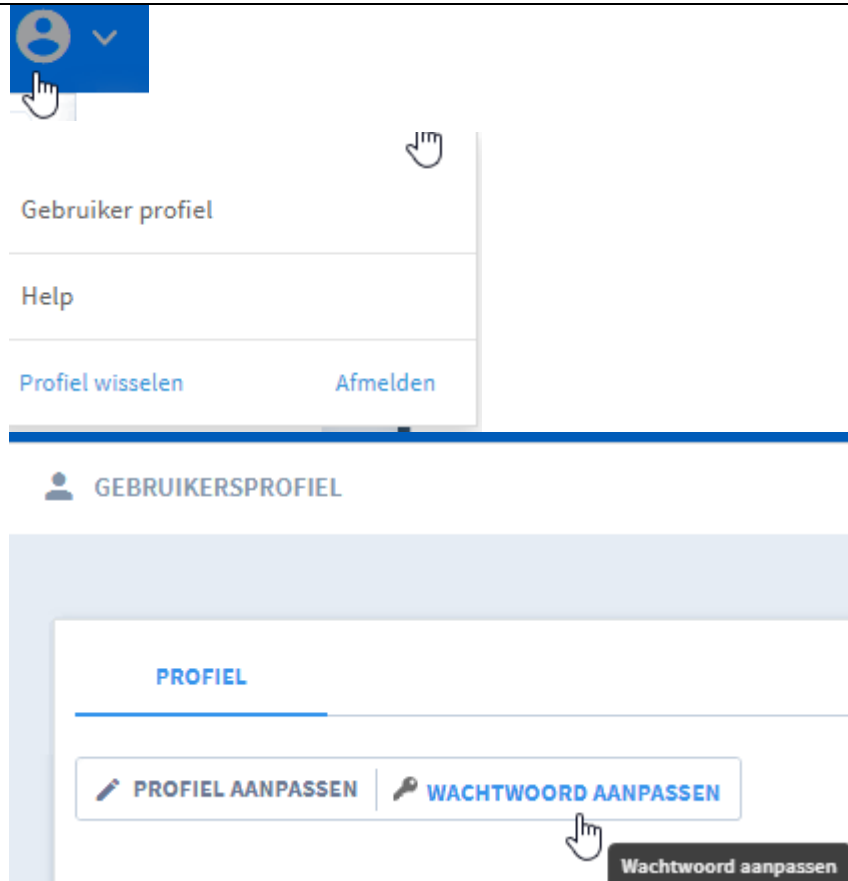 Gebruiker profiel
Help
Profiel wisselen Afmelden
GEBRUIKERSPROFIEL
PROFIEL
PROFIEL AANPASSEN WACHTWOORD AANPASSEN
Wachtwoord aanpassen